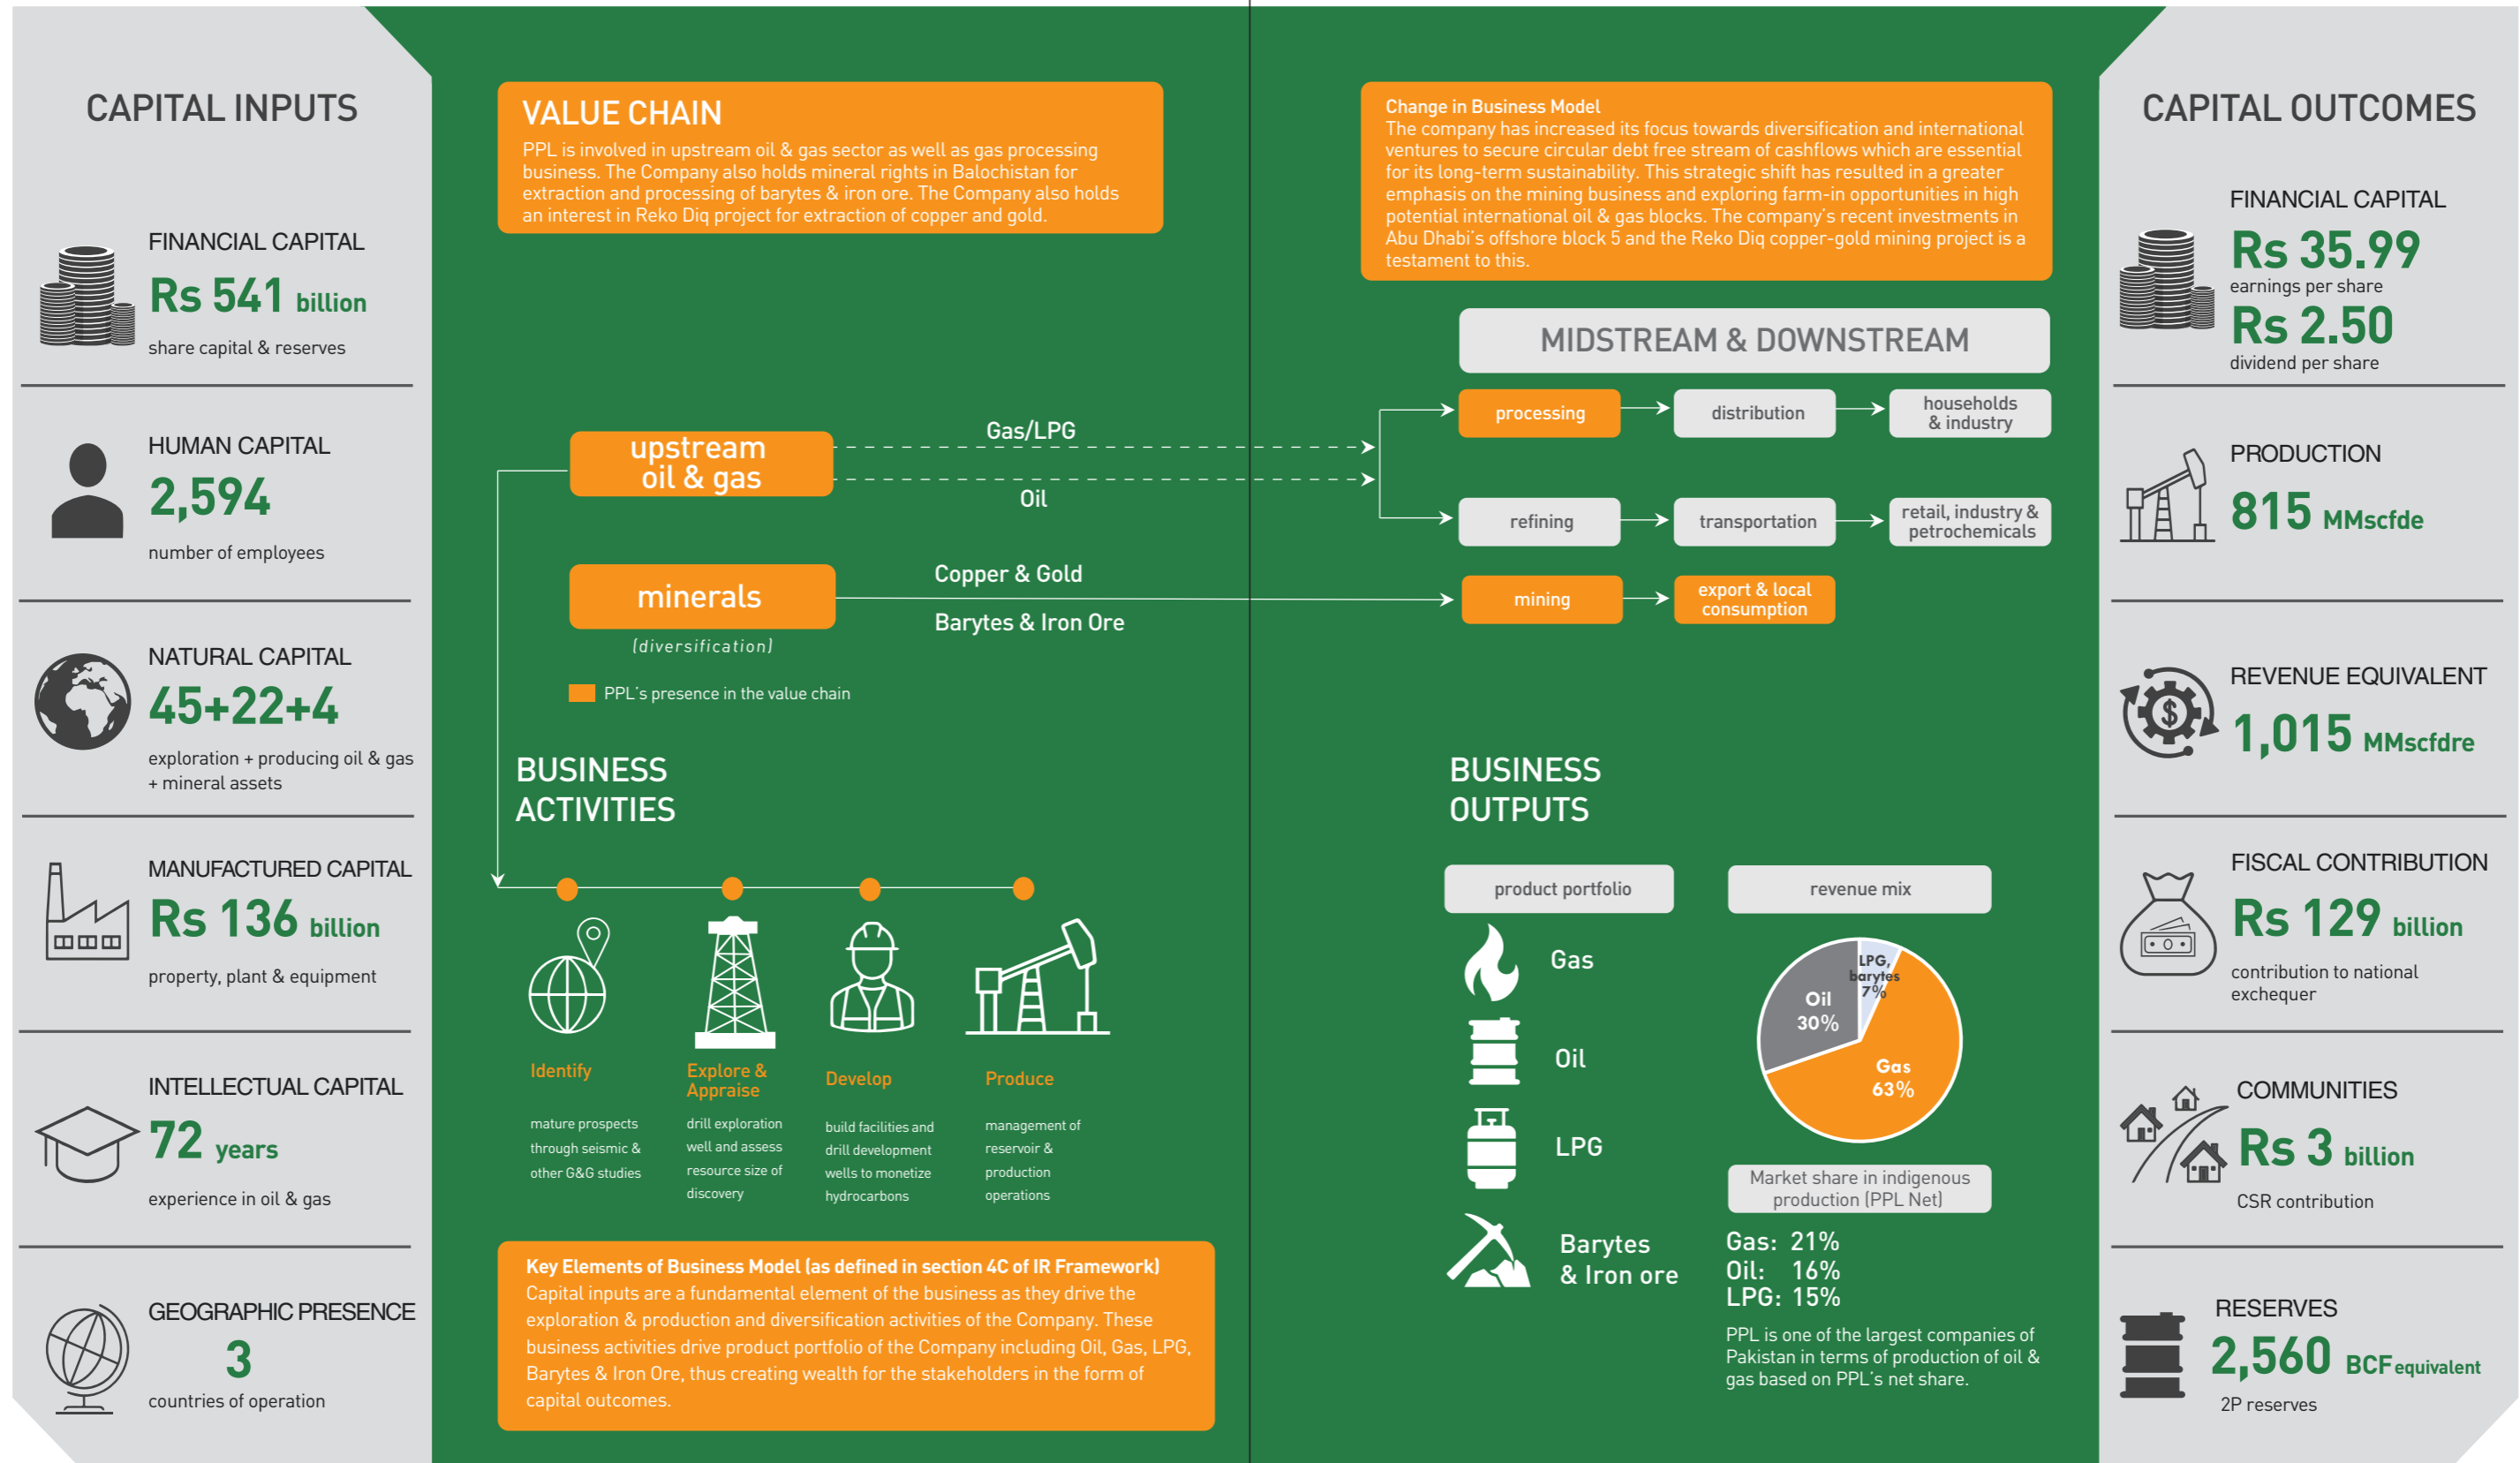 CAPITAL INPUTS
FINANCIAL CAPITAL
Rs 541 billion
share capital & reserves
HUMAN CAPITAL
2,594
number of employees
NATURAL CAPITAL
45+22+4
exploration + producing oil & gas
+ mineral assets
MANUFACTURED CAPITAL
Rs 136 billion
property, plant & equipment
INTELLECTUAL CAPITAL
72 years
experience in oil & gas
GEOGRAPHIC PRESENCE
3
countries of operation
VALUE CHAIN
PPL is involved in upstream oil & gas sector as well as gas processing
business. The Company also holds mineral rights in Balochistan for
extraction and processing of barytes & iron ore. The Company also holds
an interest in Reko Diq project for extraction of copper and gold.
Change in Business Model
The company has increased its focus towards diversification and international
ventures to secure circular debt free stream of cashflows which are essential
for its long-term sustainability. This strategic shift has resulted in a greater
emphasis on the mining business and exploring farm-in opportunities in high
potential international oil & gas blocks. The company's recent investments in
Abu Dhabi's offshore block 5 and the Reko Diq copper-gold mining project is a
testament to this.
MIDSTREAM & DOWNSTREAM
upstream
oil & gas
Gas/LPG
Oil
processing
distribution
households
& industry
refining
transportation
retail, industry &
petrochemicals
minerals
(diversification)
Copper & Gold
Barytes & Iron Ore
mining
export & local
consumption
PPL's presence in the value chain
BUSINESS
ACTIVITIES
Identify
mature prospects
through seismic &
other G&G studies
Explore &
Appraise
drill exploration
well and assess
resource size of
discovery
Develop
build facilities and
drill development
wells to monetize
hydrocarbons
Produce
management of
reservoir &
production
operations
Key Elements of Business Model (as defined in section 4C of IR Framework)
Capital inputs are a fundamental element of the business as they drive the
exploration & production and diversification activities of the Company. These
business activities drive product portfolio of the Company including Oil, Gas, LPG,
Barytes & Iron Ore, thus creating wealth for the stakeholders in the form of
capital outcomes.
BUSINESS
OUTPUTS
product portfolio
Gas
Oil
LPG
Barytes
& Iron ore
revenue mix
LPG,
barytes
7%
Oil
30%
Gas
63%
Market share in indigenous
production (PPL Net)
Gas: 21%
Oil: 16%
LPG: 15%
PPL is one of the largest companies of
Pakistan in terms of production of oil &
gas based on PPL's net share.
CAPITAL OUTCOMES
FINANCIAL CAPITAL
Rs 35.99
earnings per share
Rs 2.50
dividend per share
PRODUCTION
815 MMscfde
REVENUE EQUIVALENT
$
1,015 MMscfdre
FISCAL CONTRIBUTION
Rs 129 billion
contribution to national
exchequer
COMMUNITIES
Rs 3 billion
CSR contribution
RESERVES
2,560 BCF equivalent
2P reserves